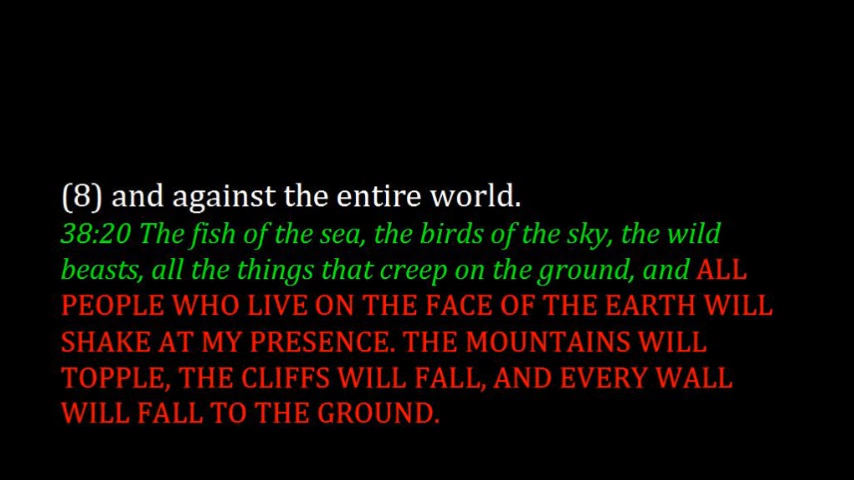 (8) and against the entire world.
38:20 The fish of the sea, the birds of the sky, the wild
beasts, all the things that creep on the ground, and ALL
PEOPLE WHO LIVE ON THE FACE OF THE EARTH WILL
SHAKE AT MY PRESENCE. THE MOUNTAINS WILL
TOPPLE, THE CLIFFS WILL FALL, AND EVERY WALL
WILL FALL TO THE GROUND.